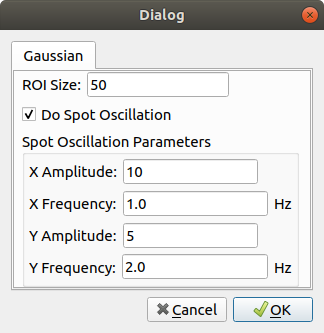 Dialog
Gaussian
ROI Size: 50
Do Spot Oscillation
Spot Oscillation Parameters
X Amplitude: 10
X Frequency: 1.0 Hz
Y Amplitude: 5
Y Frequency: 2.0 Hz
Cancel OK